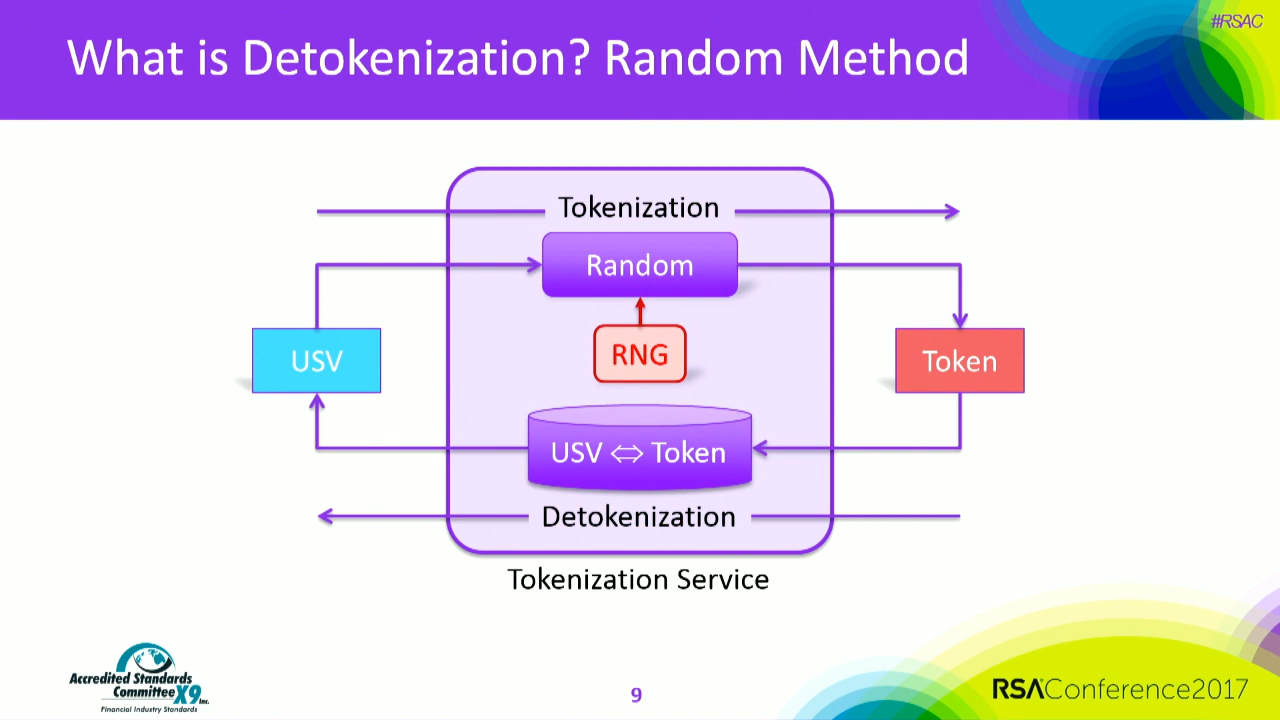 #RSAC
What is Detokenization? Random Method
Tokenization
Random
USV
RNG
Token
USV ⇔ Token
Detokenization
Tokenization Service
Accredited Standards
Committee X9 Inc.
Financial Industry Standards
9
RSAConference2017